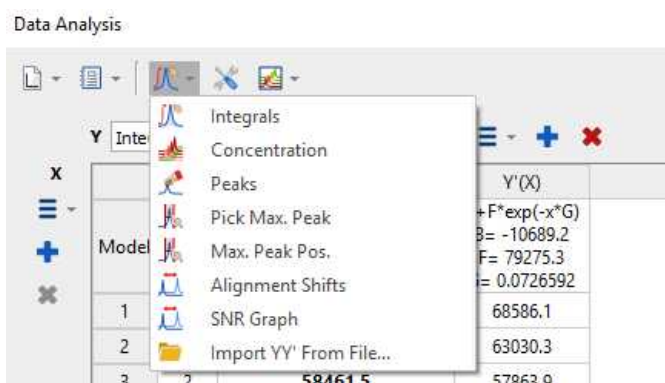 Data Analysis
Integrals
Y Inte
Concentration
X
Peaks
Y'(X)
Model
Pick Max. Peak
+F*exp(-x*G)
B= -10689.2
Max. Peak Pos.
F= 79275.3
= 0.0726592
Alignment Shifts
1
SNR Graph
68586.1
2
Import YY' From File...
63030.3
3 2 58461.5 57863.9